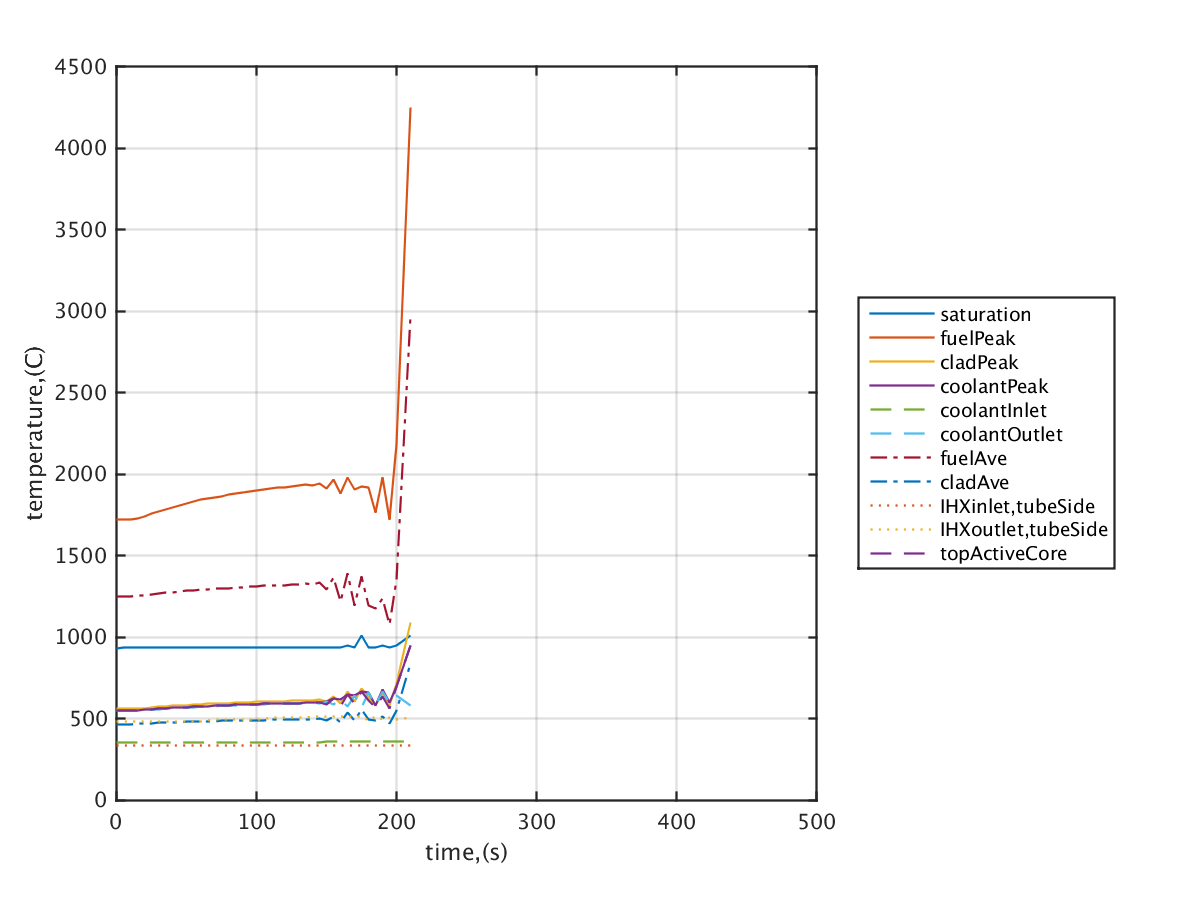 4500
4000
3500
3000
2500
2000
1500
1000
500
0
temperature,(C)
0 100 200 300 400 500
time,(s)
saturation
fuelPeak
cladPeak
coolantPeak
coolantInlet
coolantOutlet
fuelAve
cladAve
IHXinlet,tubeSide
IHXoutlet,tubeSide
topActiveCore